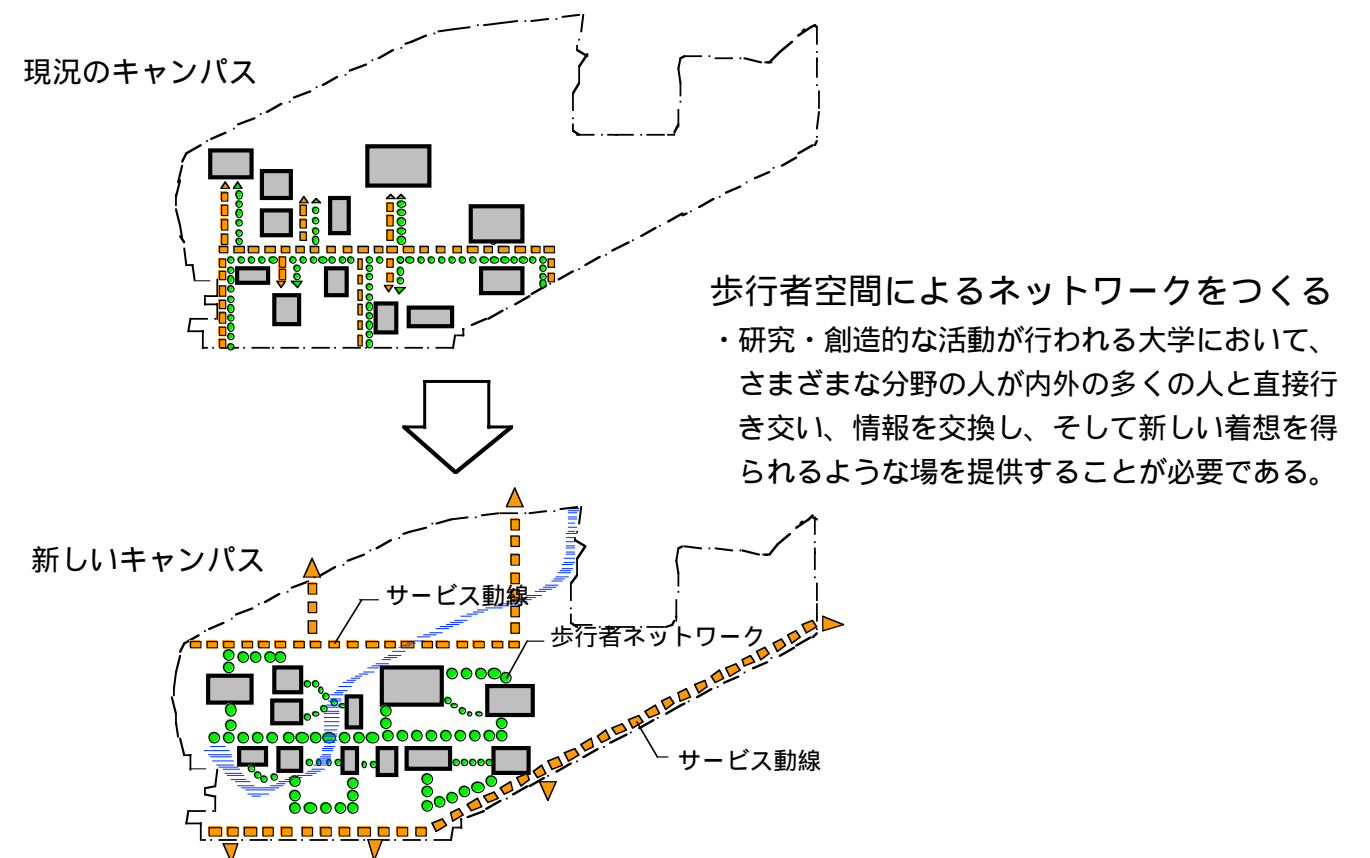 現況のキャンパス
歩行者空間によるネットワークをつくる
・研究・創造的な活動が行われる大学において、
さまざまな分野の人が内外の多くの人と直接行
き交い、情報を交換し、そして新しい着想を得
られるような場を提供することが必要である。
新しいキャンパス
サービス動線
歩行者ネットワーク
サービス動線